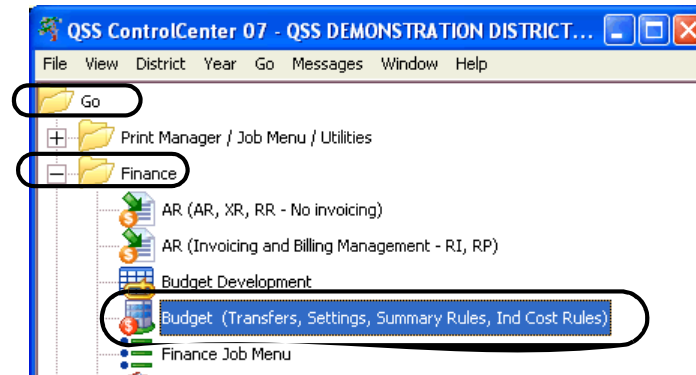 QSS ControlCenter 07 - QSS DEMONSTRATION DISTRICT...
File View District Year Go Messages Window Help
Go
Print Manager / Job Menu / Utilities
Finance
AR (AR, XR, RR - No invoicing)
AR (Invoicing and Billing Management - RI, RP)
Budget Development
Budget (Transfers, Settings, Summary Rules, Ind Cost Rules)
Finance Job Menu